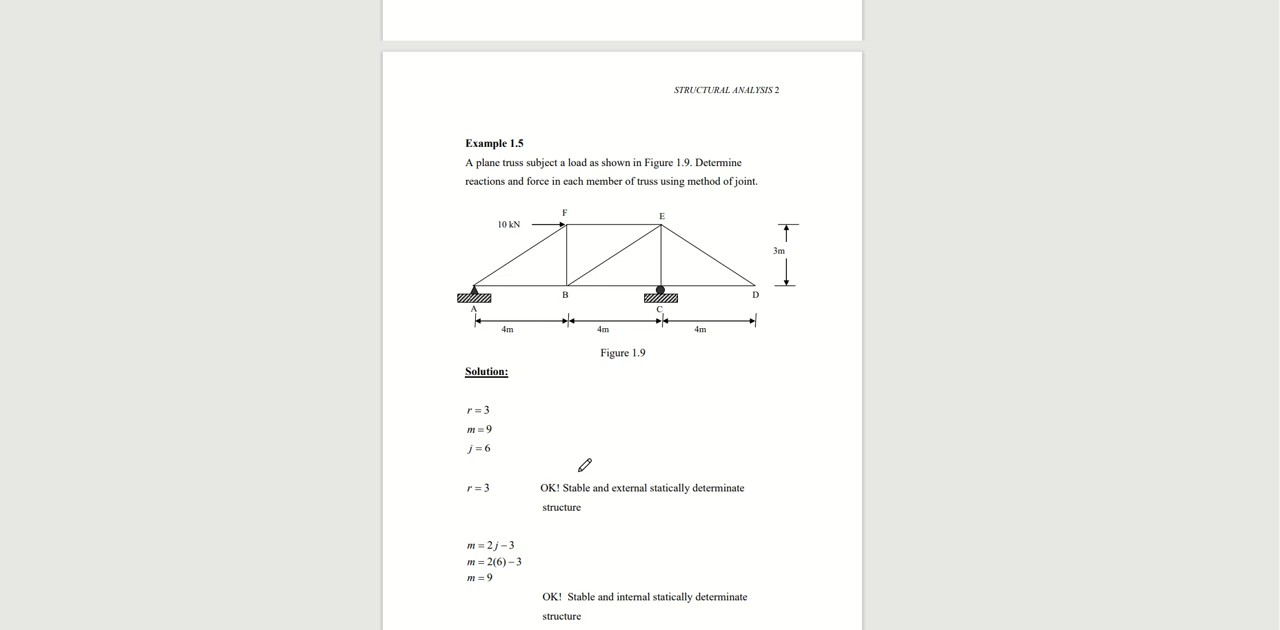 STRUCTURAL ANALYSIS 2
Example 1.5
A plane truss subject a load as shown in Figure 1.9. Determine
reactions and force in each member of truss using method of joint.
F
E
10 kN
3m
B
D
A
C
4m
4m
4m
Figure 1.9
Solution:
r = 3
m = 9
j = 6
r = 3 OK! Stable and external statically determinate
structure
m = 2j − 3
m = 2(6) − 3
m = 9
OK! Stable and internal statically determinate
structure